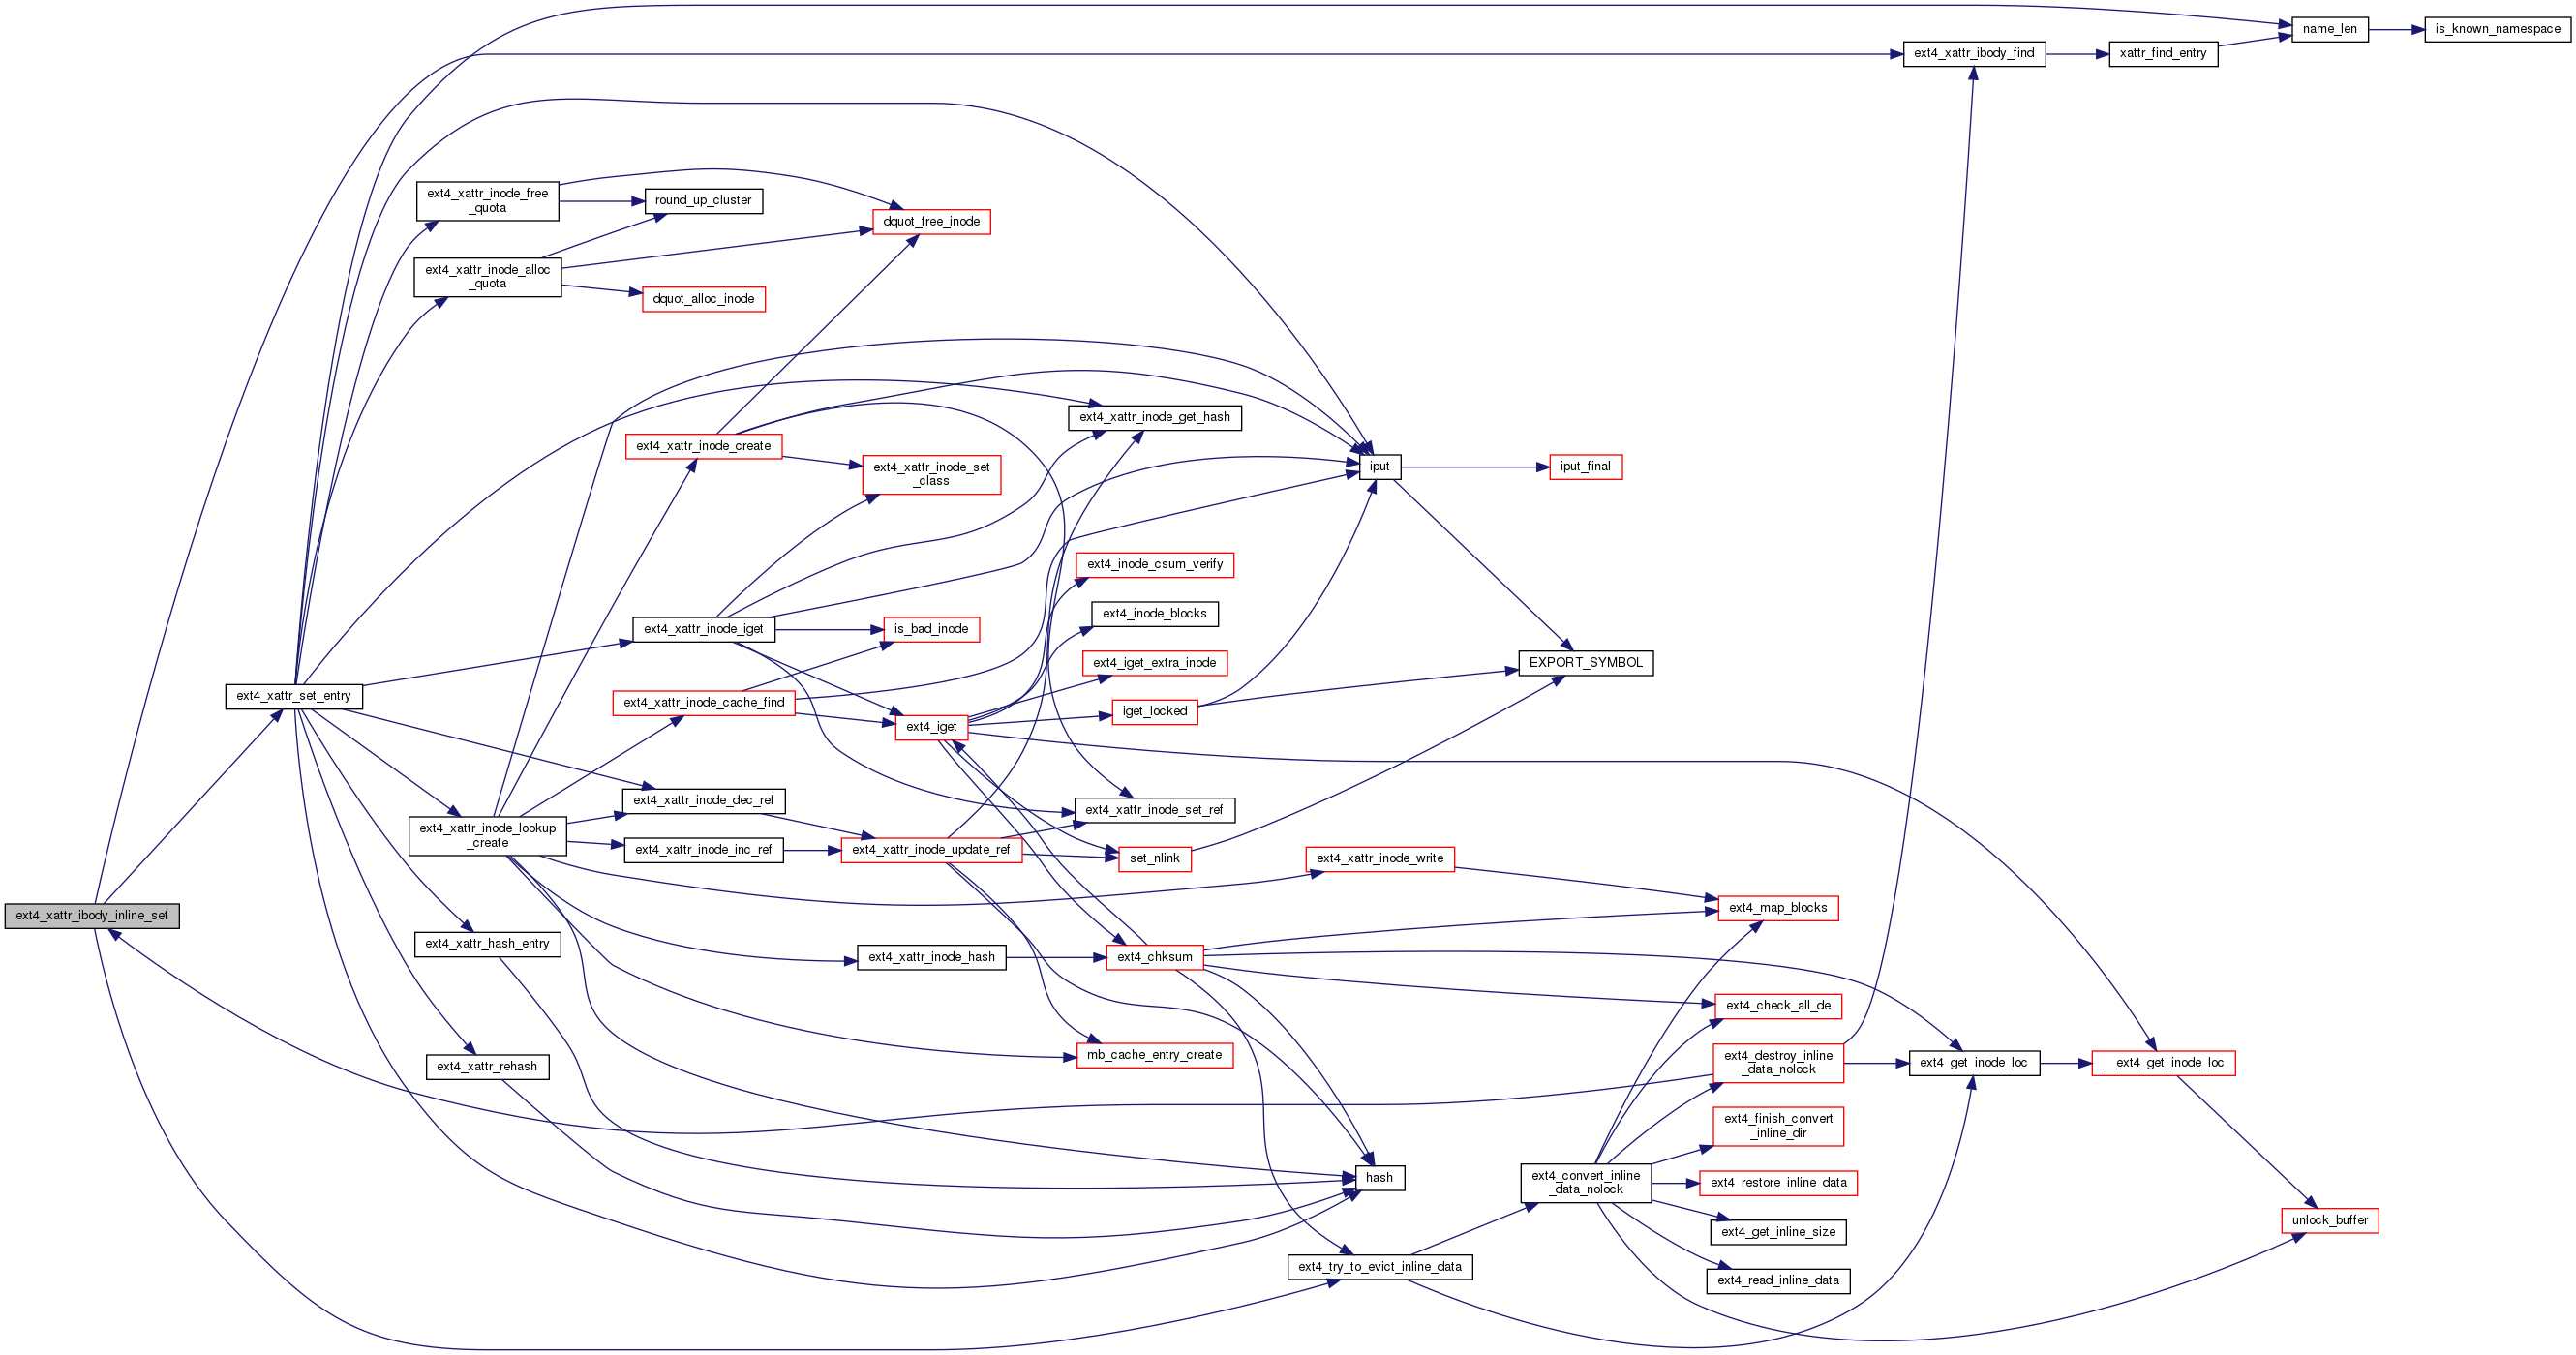 name_len
is_known_namespace
ext4_xattr_ibody_find
xattr_find_entry
ext4_xattr_inode_free
_quota
round_up_cluster
dquot_free_inode
ext4_xattr_inode_alloc
_quota
dquot_alloc_inode
ext4_xattr_inode_get_hash
ext4_xattr_inode_create
ext4_xattr_inode_set
_class
iput
iput_final
ext4_inode_csum_verify
ext4_inode_blocks
ext4_xattr_inode_iget
is_bad_inode
ext4_iget_extra_inode
EXPORT_SYMBOL
ext4_xattr_set_entry
ext4_xattr_inode_cache_find
iget_locked
ext4_iget
ext4_xattr_inode_dec_ref
ext4_xattr_inode_set_ref
ext4_xattr_inode_lookup
_create
ext4_xattr_inode_inc_ref
ext4_xattr_inode_update_ref
set_nlink
ext4_xattr_inode_write
ext4_map_blocks
ext4_xattr_ibody_inline_set
ext4_xattr_hash_entry
ext4_xattr_inode_hash
ext4_chksum
ext4_check_all_de
ext4_xattr_rehash
mb_cache_entry_create
ext4_destroy_inline
_data_nolock
ext4_get_inode_loc
__ext4_get_inode_loc
ext4_finish_convert
_inline_dir
hash
ext4_convert_inline
_data_nolock
ext4_restore_inline_data
ext4_get_inline_size
unlock_buffer
ext4_try_to_evict_inline_data
ext4_read_inline_data